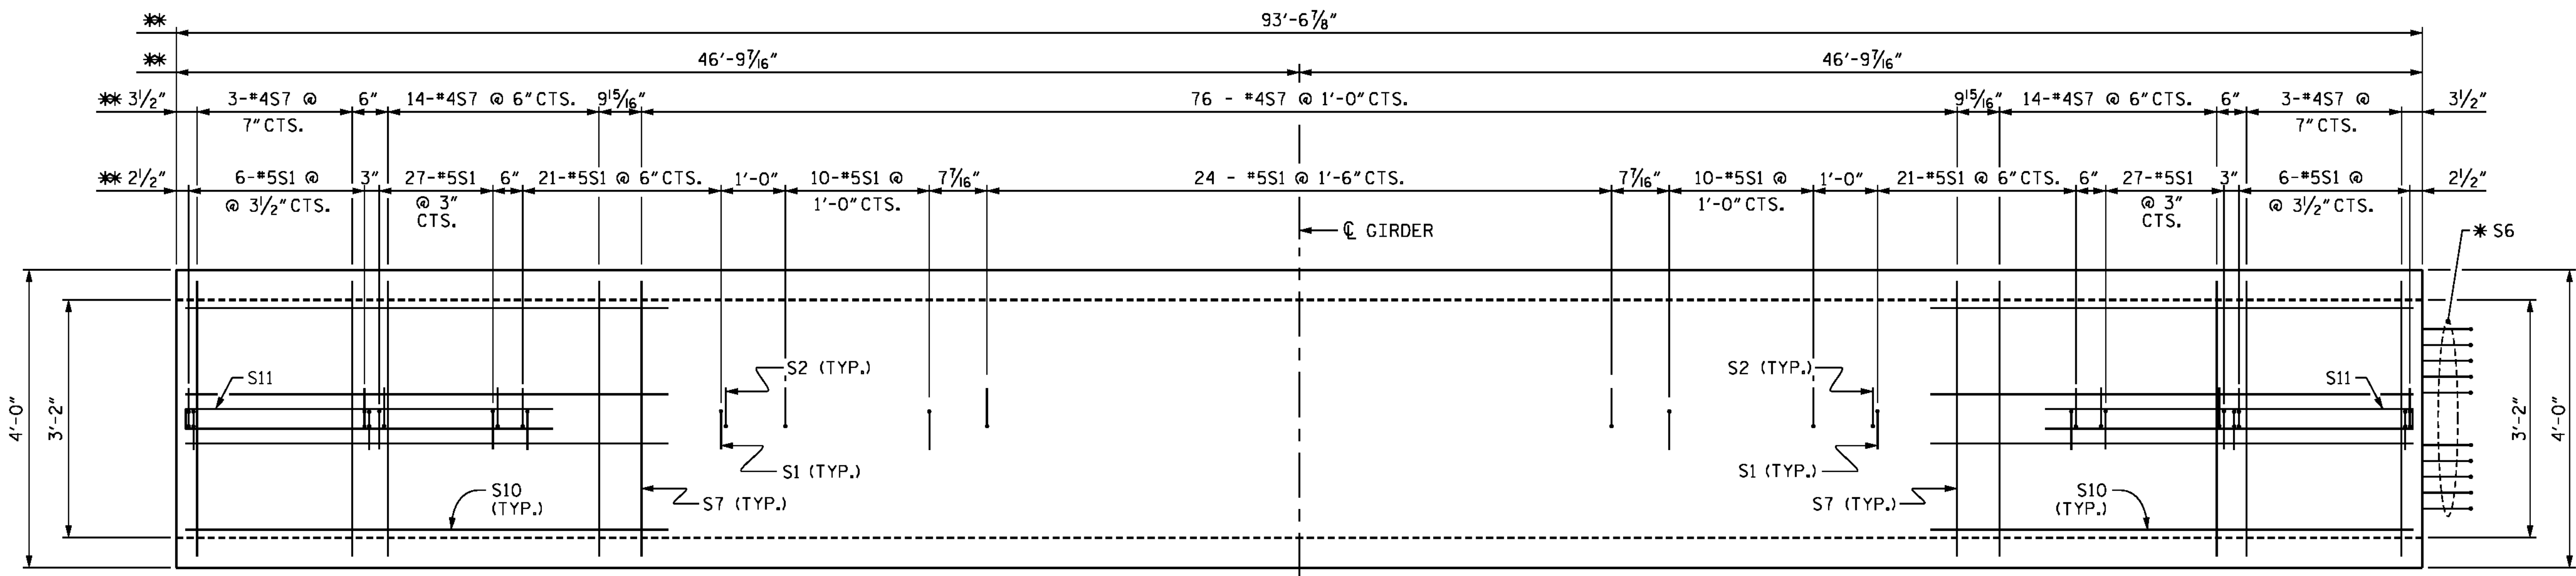 ** 93'-6⅞"
** 46'-9⁷⁄₁₆" 46'-9⁷⁄₁₆"
** 3½" 3-#4S7 @ 6" 14-#4S7 @ 6" CTS. 9¹⁵⁄₁₆" 76 - #4S7 @ 1'-0" CTS. 9¹⁵⁄₁₆" 14-#4S7 @ 6" CTS. 6" 3-#4S7 @ 3½"
7" CTS. 7" CTS.
** 2½" 6-#5S1 @ 3" 27-#5S1 6" 21-#5S1 @ 6" CTS. 1'-0" 10-#5S1 @ 7⁷⁄₁₆" 24 - #5S1 @ 1'-6" CTS. 7⁷⁄₁₆" 10-#5S1 @ 1'-0" 21-#5S1 @ 6" CTS. 6" 27-#5S1 3" 6-#5S1 @ 2½"
@ 3½" CTS. @ 3" 1'-0" CTS. 1'-0" CTS. @ 3" @ 3½" CTS.
CTS. CTS.
℄ GIRDER
* S6
S2 (TYP.) S2 (TYP.)
S11 S11
4'-0" 3'-2" 3'-2" 4'-0"
S1 (TYP.) S1 (TYP.)
S10 S10
(TYP.) S7 (TYP.) S7 (TYP.) (TYP.)